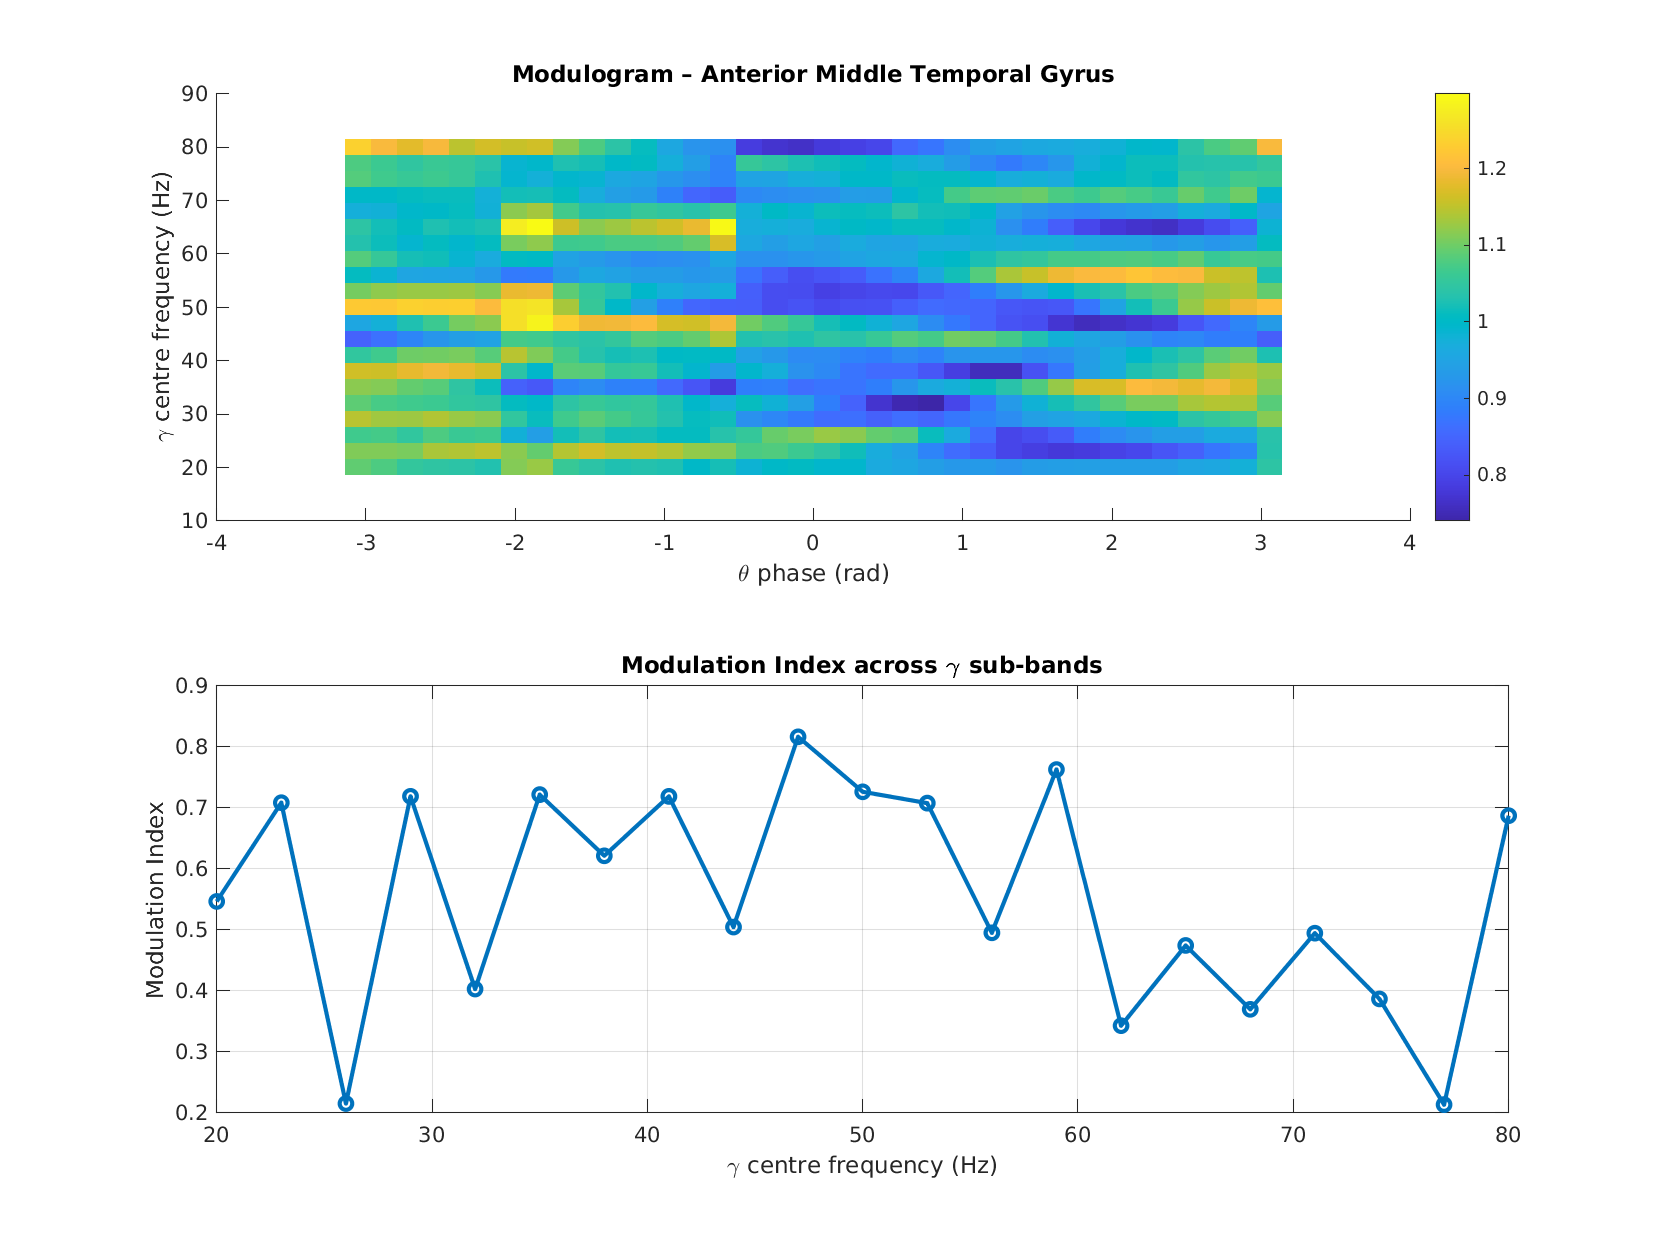 Modulogram – Anterior Middle Temporal Gyrus
90
80
70
60
50
40
30
20
10
γ centre frequency (Hz)
-4 -3 -2 -1 0 1 2 3 4
θ phase (rad)
1.2
1.1
1
0.9
0.8
Modulation Index across γ sub-bands
0.9
0.8
0.7
0.6
0.5
0.4
0.3
0.2
Modulation Index
20 30 40 50 60 70 80
γ centre frequency (Hz)